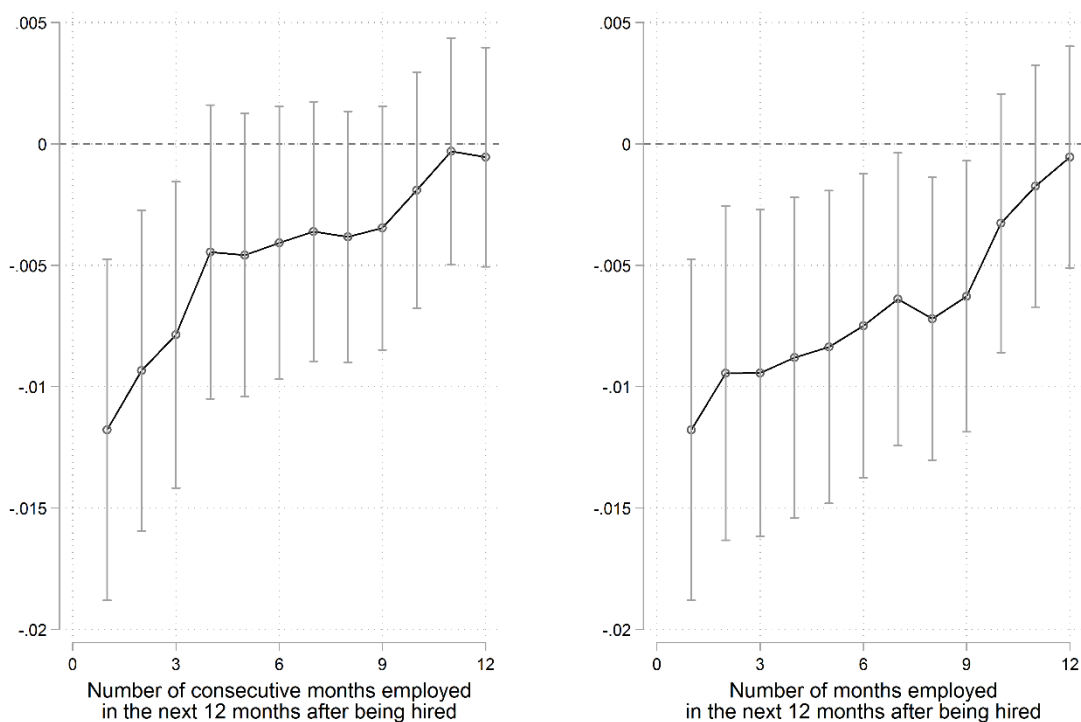 .005
0
-.005
-.01
-.015
-.02
0 3 6 9 12
Number of consecutive months employed
in the next 12 months after being hired
.005
0
-.005
-.01
-.015
-.02
0 3 6 9 12
Number of months employed
in the next 12 months after being hired